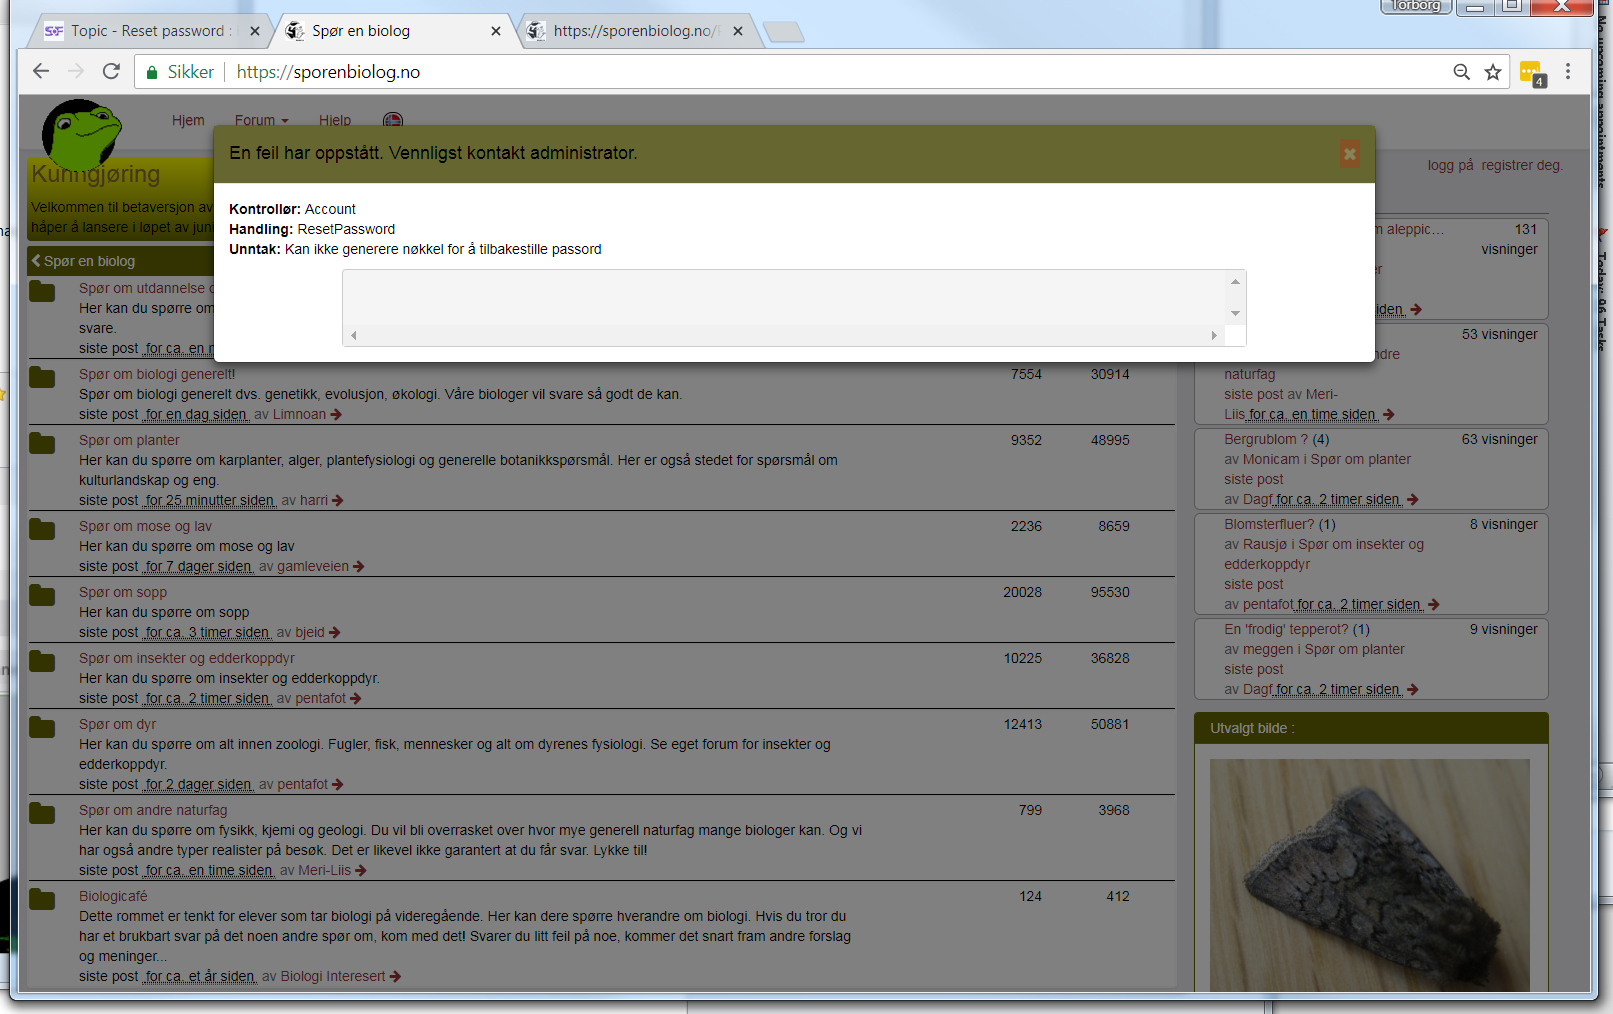 Torborg
Topic - Reset password :
Spør en biolog
https://sporenbiolog.no/
Sikker
https://sporenbiolog.no
4
Hjem
Forum
Hjelp
logg på registrer deg.
Kunngjøring
Velkommen til betaversjon av
håper å lansere i løpet av jun
En feil har oppstått. Vennligst kontakt administrator.
Kontrollør: Account
Handling: ResetPassword
Unntak: Kan ikke generere nøkkel for å tilbakestille passord
Spør en biolog
Spør om utdannelse
Her kan du spørre om
svare.
siste post for ca. en
Spør om biologi generelt!
7554
30914
Spør om biologi generelt dvs. genetikk, evolusjon, økologi. Våre biologer vil svare så godt de kan.
siste post for en dag siden av Limnoan
Spør om planter
9352
48995
Her kan du spørre om karplanter, alger, plantefysiologi og generelle botanikkspørsmål. Her er også stedet for spørsmål om
kulturlandskap og eng.
siste post for 25 minutter siden av harri
Spør om mose og lav
2236
8659
Her kan du spørre om mose og lav
siste post for 7 dager siden av gamleveien
Spør om sopp
20028
95530
Her kan du spørre om sopp
siste post for ca. 3 timer siden av bjeid
Spør om insekter og edderkoppdyr
10225
36828
Her kan du spørre om insekter og edderkoppdyr.
siste post for ca. 2 timer siden av pentafot
Spør om dyr
12413
50881
Her kan du spørre om alt innen zoologi. Fugler, fisk, mennesker og alt om dyrenes fysiologi. Se eget forum for insekter og
edderkoppdyr.
siste post for 2 dager siden av pentafot
Spør om andre naturfag
799
3968
Her kan du spørre om fysikk, kjemi og geologi. Du vil bli overrasket over hvor mye generell naturfag mange biologer kan. Og vi
har også andre typer realister på besøk. Det er likevel ikke garantert at du får svar. Lykke til!
siste post for ca. en time siden av Meri-Liis
Biologicafé
124
412
Dette rommet er tenkt for elever som tar biologi på videregående. Her kan dere spørre hverandre om biologi. Hvis du tror du
har et brukbart svar på det noen andre spør om, kom med det! Svarer du litt feil på noe, kommer det snart fram andre forslag
og meninger...
siste post for ca. et år siden av Biologi Interesert
aleppic…
131
visninger
siden
53 visninger
naturfag
siste post av Meri-
Liis for ca. en time siden
Bergrublom ? (4)
63 visninger
av Monicam i Spør om planter
siste post
av Dagf for ca. 2 timer siden
Blomsterfluer? (1)
8 visninger
av Rausjø i Spør om insekter og
edderkoppdyr
siste post
av pentafot for ca. 2 timer siden
En 'frodig' tepperot? (1)
9 visninger
av meggen i Spør om planter
siste post
av Dagf for ca. 2 timer siden
Utvalgt bilde :
No upcoming appointments
Today: 96 Tasks